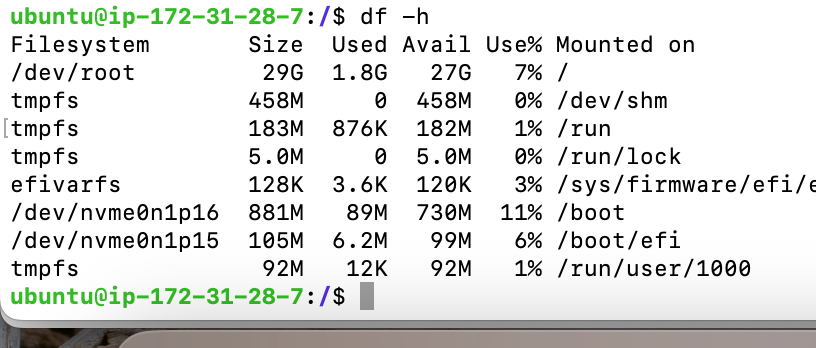 ubuntu@ip-172-31-28-7:/$ df -h
Filesystem       Size  Used Avail Use% Mounted on
/dev/root         29G  1.8G   27G   7% /
tmpfs            458M     0  458M   0% /dev/shm
[tmpfs            183M  876K  182M   1% /run
tmpfs            5.0M     0  5.0M   0% /run/lock
efivarfs         128K  3.6K  120K   3% /sys/firmware/efi/e
/dev/nvme0n1p16  881M   89M  730M  11% /boot
/dev/nvme0n1p15  105M  6.2M   99M   6% /boot/efi
tmpfs             92M   12K   92M   1% /run/user/1000
ubuntu@ip-172-31-28-7:/$